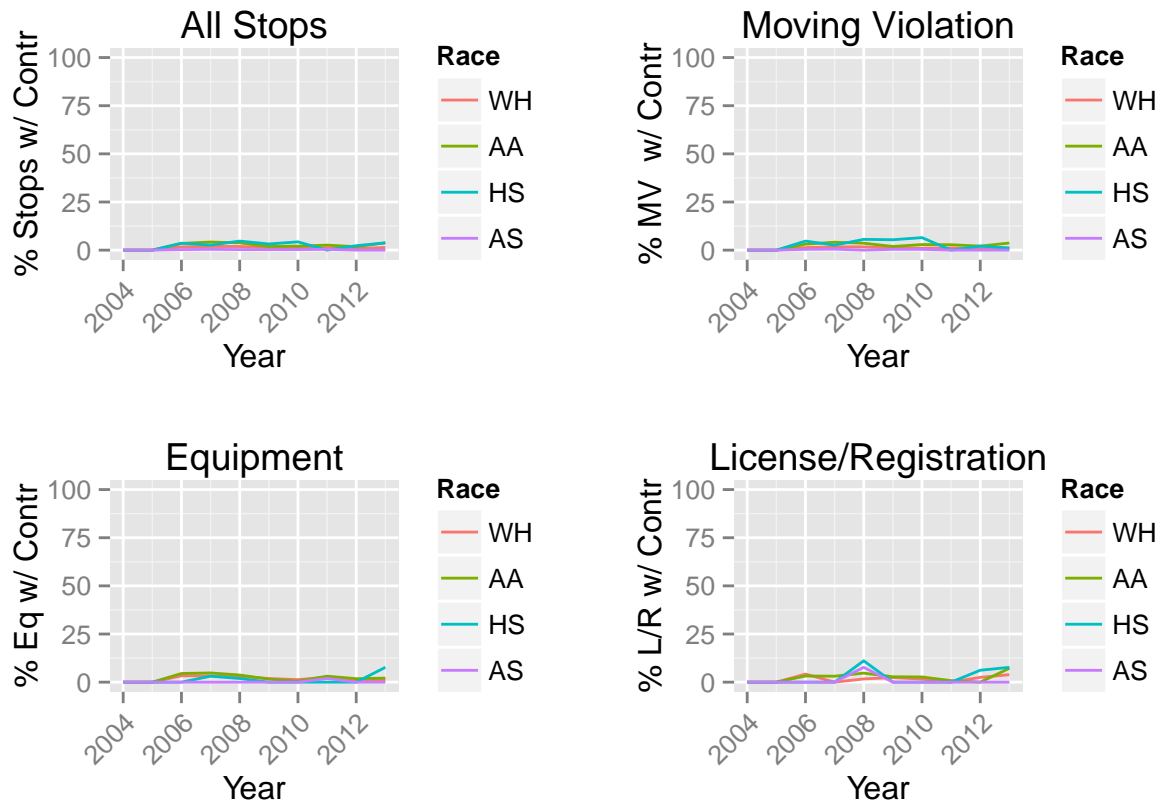 All Stops
% Stops w/ Contr
100
75
50
25
0
2004
2006
2008
2010
2012
Year
Race
WH
AA
HS
AS
Moving Violation
% MV  w/ Contr
100
75
50
25
0
2004
2006
2008
2010
2012
Year
Race
WH
AA
HS
AS
Equipment
% Eq w/ Contr
100
75
50
25
0
2004
2006
2008
2010
2012
Year
Race
WH
AA
HS
AS
License/Registration
% L/R w/ Contr
100
75
50
25
0
2004
2006
2008
2010
2012
Year
Race
WH
AA
HS
AS